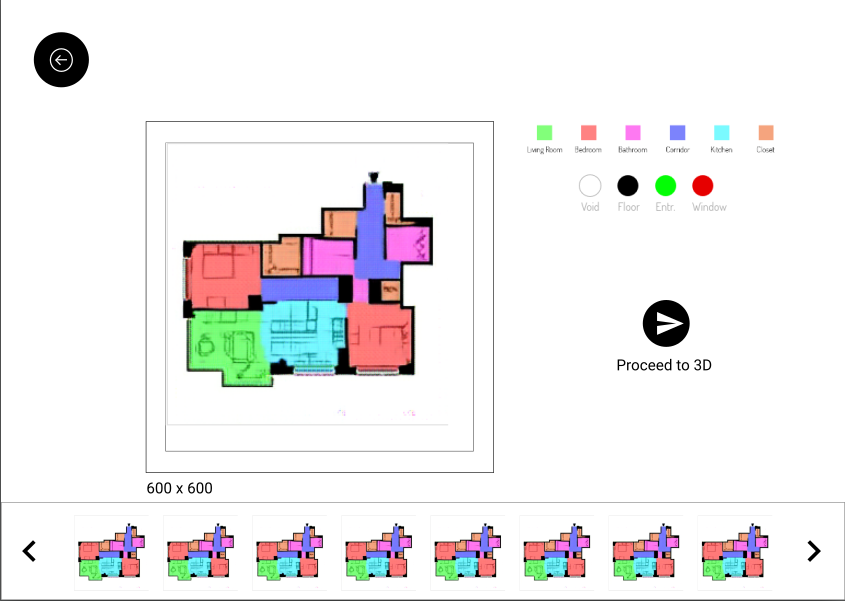 Living Room Bedroom Bathroom Corridor Kitchen Closet
Void Floor Entr. Window
Proceed to 3D
600 x 600